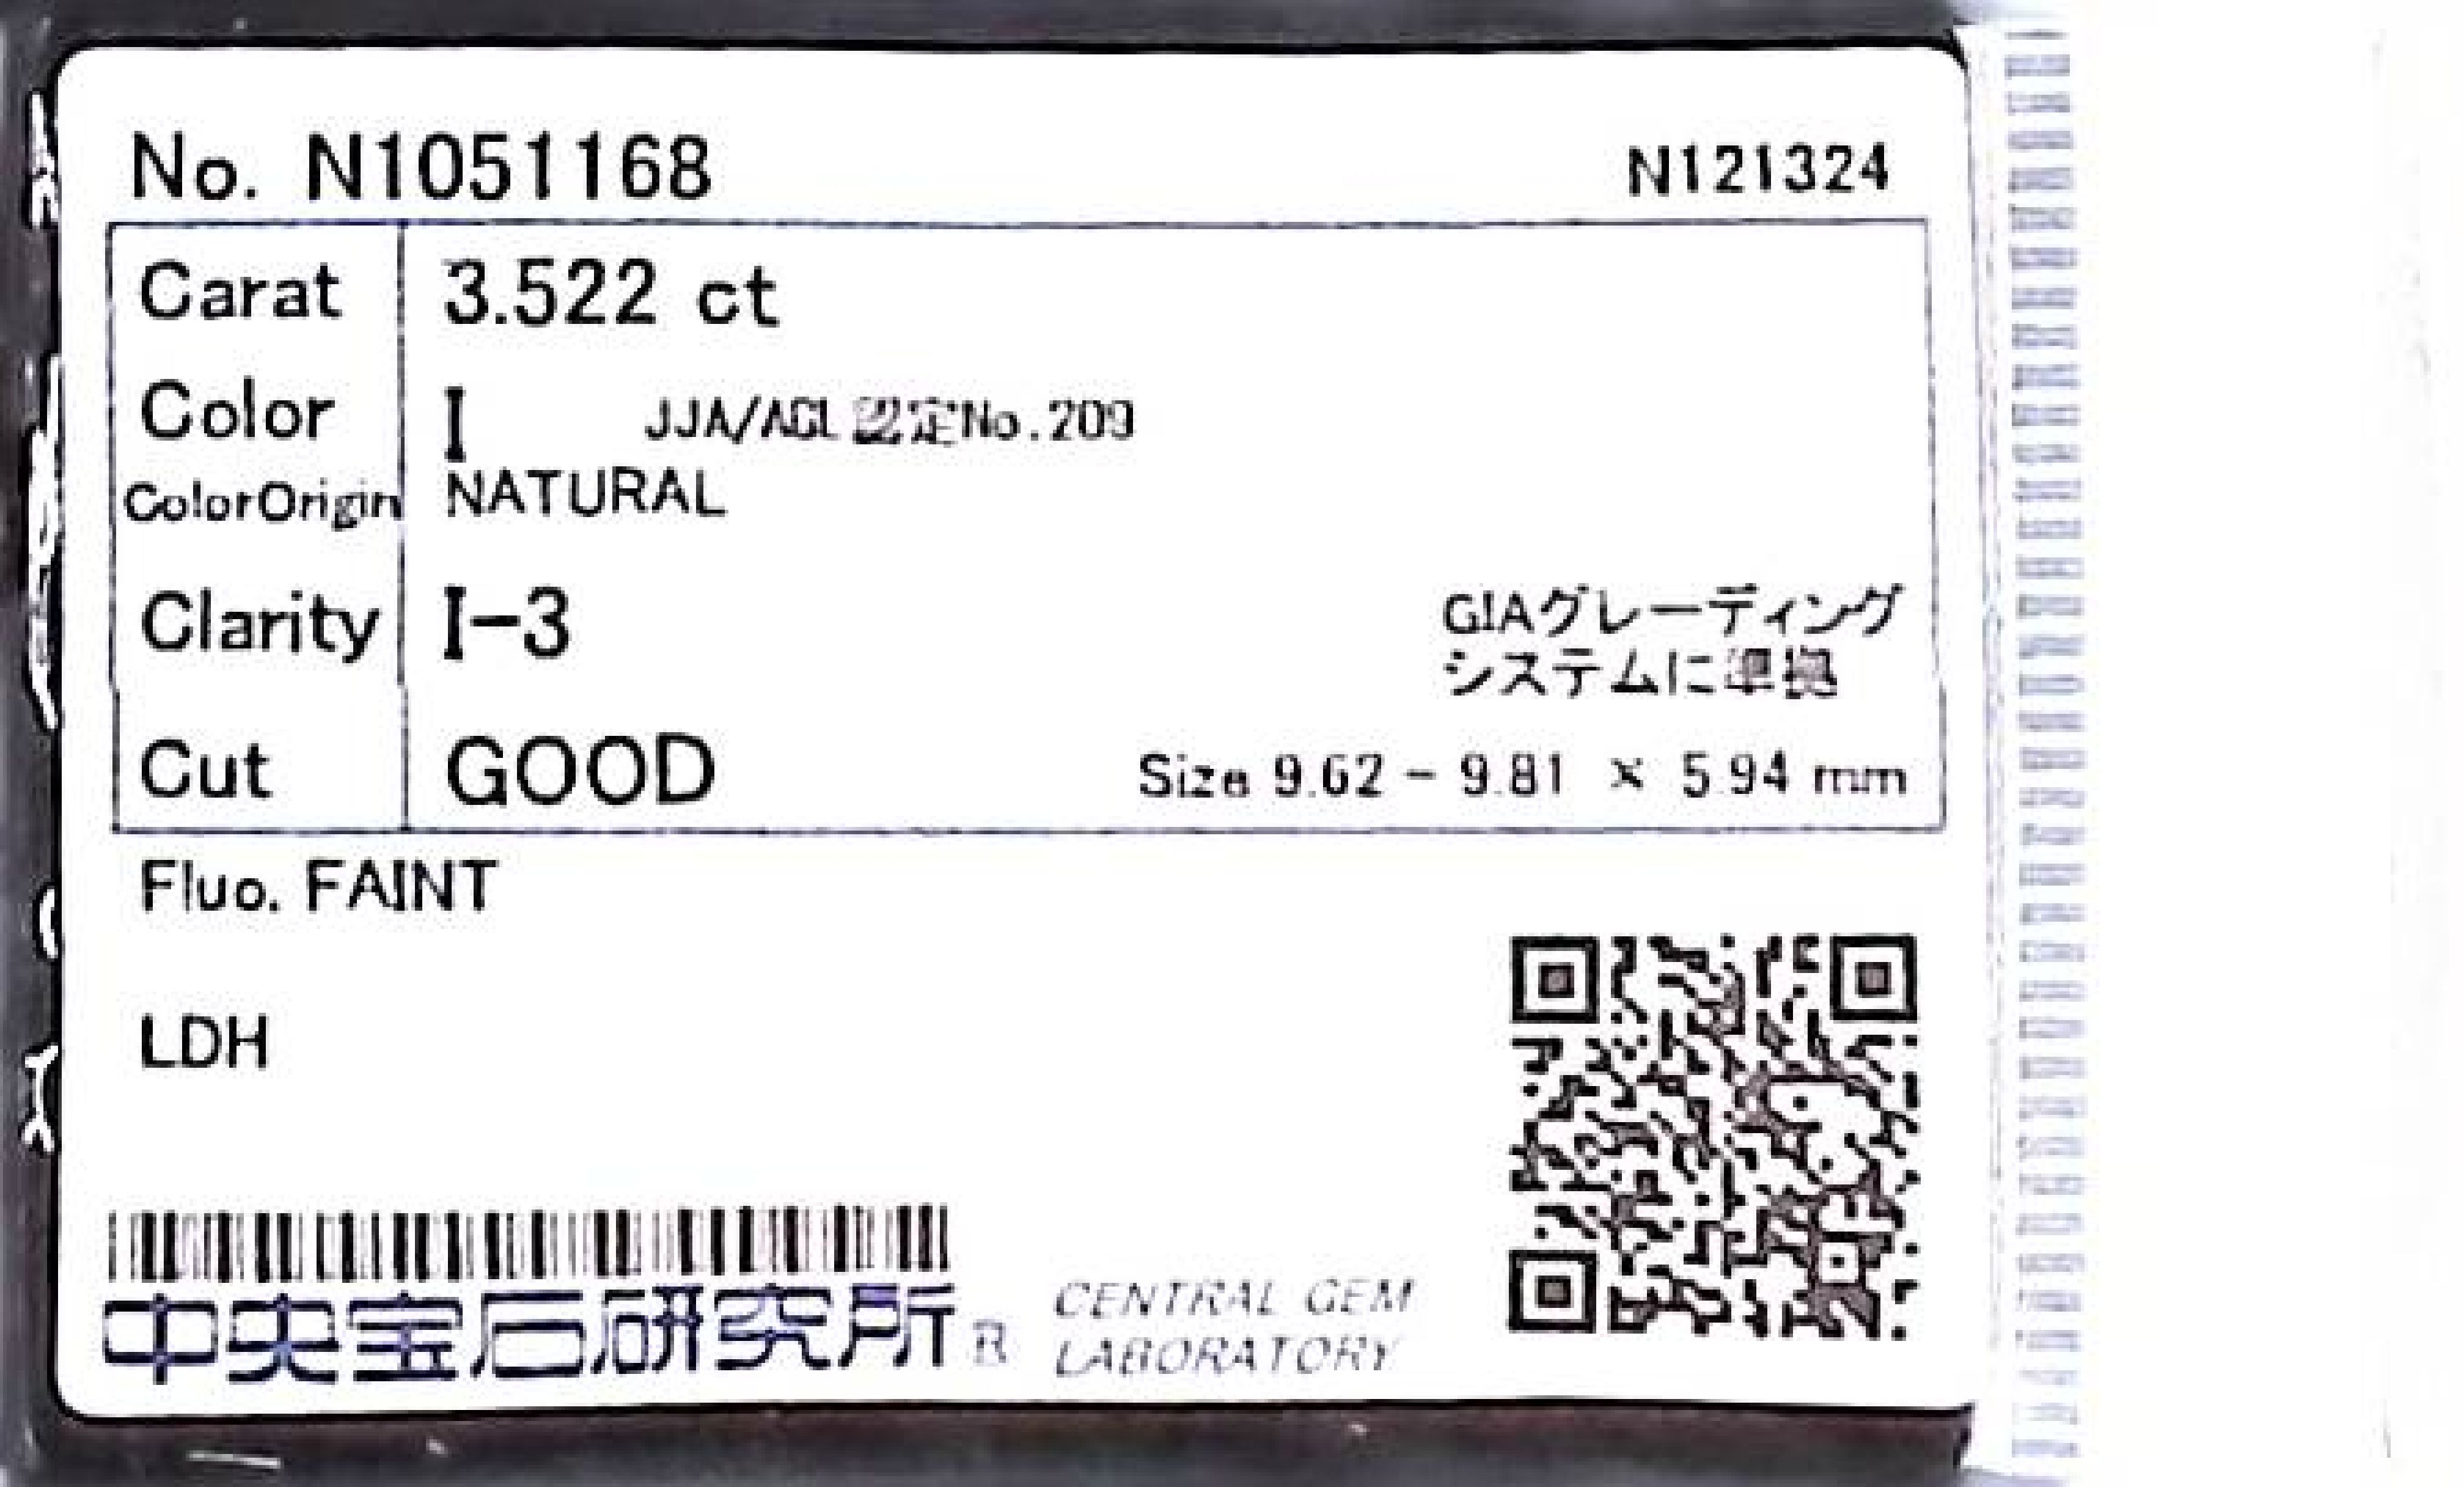 No. N1051168
N121324
Carat 3.522 ct
Color I JJA/AGL認定No.209
ColorOrigin NATURAL
Clarity I-3
GIAグレーディング
システムに準拠
Cut GOOD
Size 9.62 - 9.81 × 5.94 mm
Fluo. FAINT
LDH
中央宝石研究所 R
CENTRAL GEM
LABORATORY